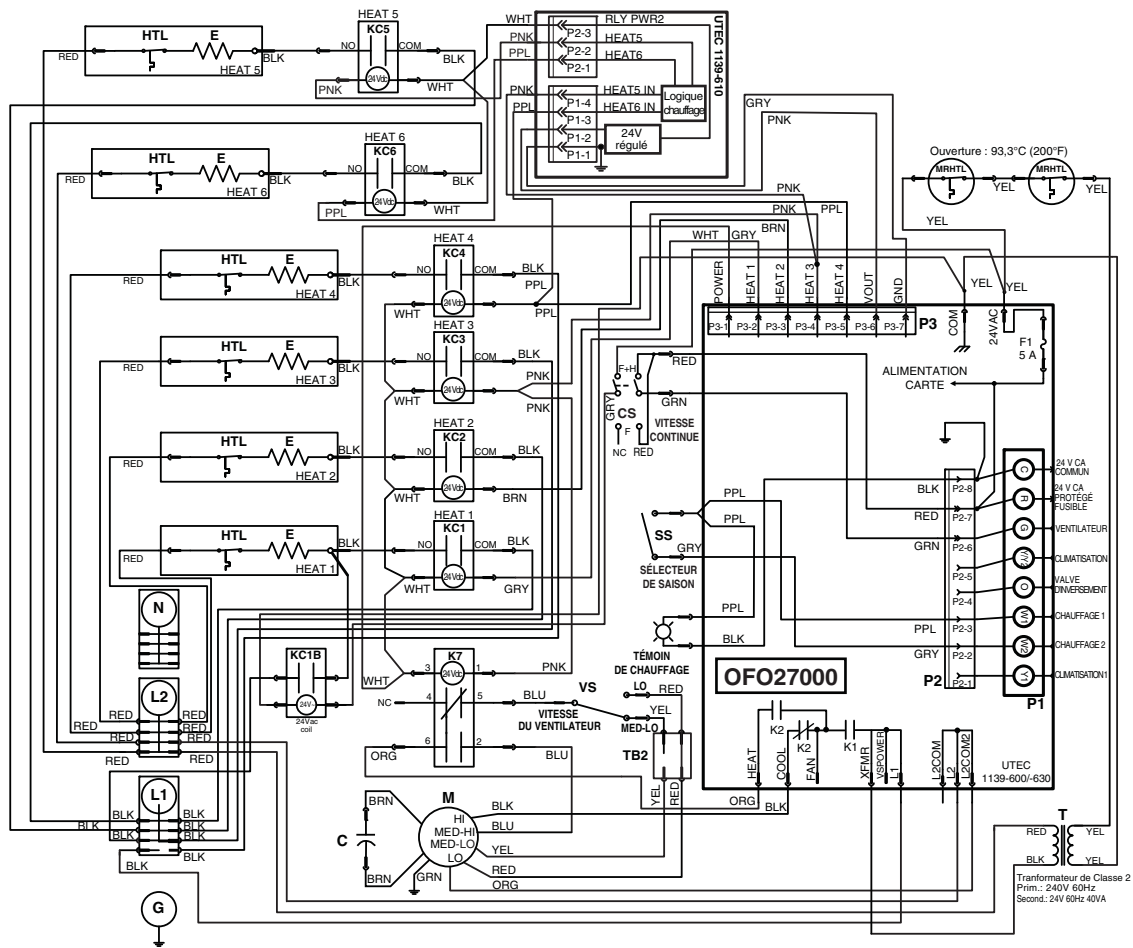 HEAT 5
HTL
E
RED
BLK
HEAT 5
KC5
NO
COM
BLK
24Vdc
PNK
WHT
WHT
PNK
PPL
P2-3
P2-2
P2-1
RLY PWR2
HEAT5
HEAT6
PNK
PPL
P1-4
P1-3
P1-2
P1-1
HEAT5 IN
HEAT6 IN
Logique
chauffage
24V
régulé
UTEC 1139-610
GRY
PNK
HEAT 6
HTL
E
RED
BLK
HEAT 6
KC6
NO
COM
BLK
24Vdc
PPL
WHT
Ouverture : 93,3°C (200°F)
MRHTL
YEL
MRHTL
YEL
YEL
PNK
PNK
PPL
BRN
WHT
GRY
HEAT 4
HTL
E
RED
BLK
HEAT 4
KC4
NO
COM
BLK
PPL
24Vdc
WHT
PPL
HEAT 3
HTL
E
RED
BLK
HEAT 3
KC3
COM
BLK
24Vdc
WHT
PNK
PNK
HEAT 2
HTL
E
RED
BLK
HEAT 2
KC2
NO
COM
BLK
24Vdc
WHT
BRN
HEAT 1
HTL
E
RED
BLK
HEAT 1
KC1
NO
COM
BLK
24Vdc
WHT
GRY
POWER
HEAT 1
HEAT 2
HEAT 3
HEAT 4
VOUT
GND
P3-1
P3-2
P3-3
P3-4
P3-5
P3-6
P3-7
P3
COM
24VAC
YEL
YEL
F1
5 A
ALIMENTATION
CARTE
F+H
RED
GRY
GRN
CS
VITESSE
CONTINUE
F
NC
RED
PPL
PPL
SS
GRY
SÉLECTEUR
DE SAISON
PPL
BLK
TÉMOIN
DE CHAUFFAGE
BLK
P2-8
RED
P2-7
GRN
P2-6
P2-5
P2-4
PPL
P2-3
GRY
P2-2
P2-1
P2
C
R
G
Y/Y2
O
W1
W2
Y1
P1
24 V CA
COMMUN
24 V CA
PROTÉGÉ
FUSIBLE
VENTILATEUR
CLIMATISATION
VALVE
D'INVERSEMENT
CHAUFFAGE 1
CHAUFFAGE 2
CLIMATISATION1
OFO27000
N
L2
RED
RED
RED
RED
RED
RED
RED
RED
KC1B
24V~
24Vac
coil
WHT
K7
3
24Vdc
1
PNK
NC
4
5
BLU
VS
VITESSE
DU VENTILATEUR
LO
RED
YEL
MED-LO
ORG
6
2
BLU
TB2
YEL
RED
HEAT
K2
COOL
K2
FAN
K1
XFMR
VSPOWER
L1
L2COM
L2
L2COM2
UTEC
1139-600/-630
ORG
BLK
L1
BLK
BLK
BLK
BLK
BLK
BLK
BLK
BLK
G
C
BRN
BRN
M
HI
MED-HI
MED-LO
LO
GRN
BLK
BLU
YEL
RED
ORG
T
RED
YEL
BLK
YEL
Tranformateur de Classe 2
Prim.: 240V 60Hz
Second.: 24V 60Hz 40VA